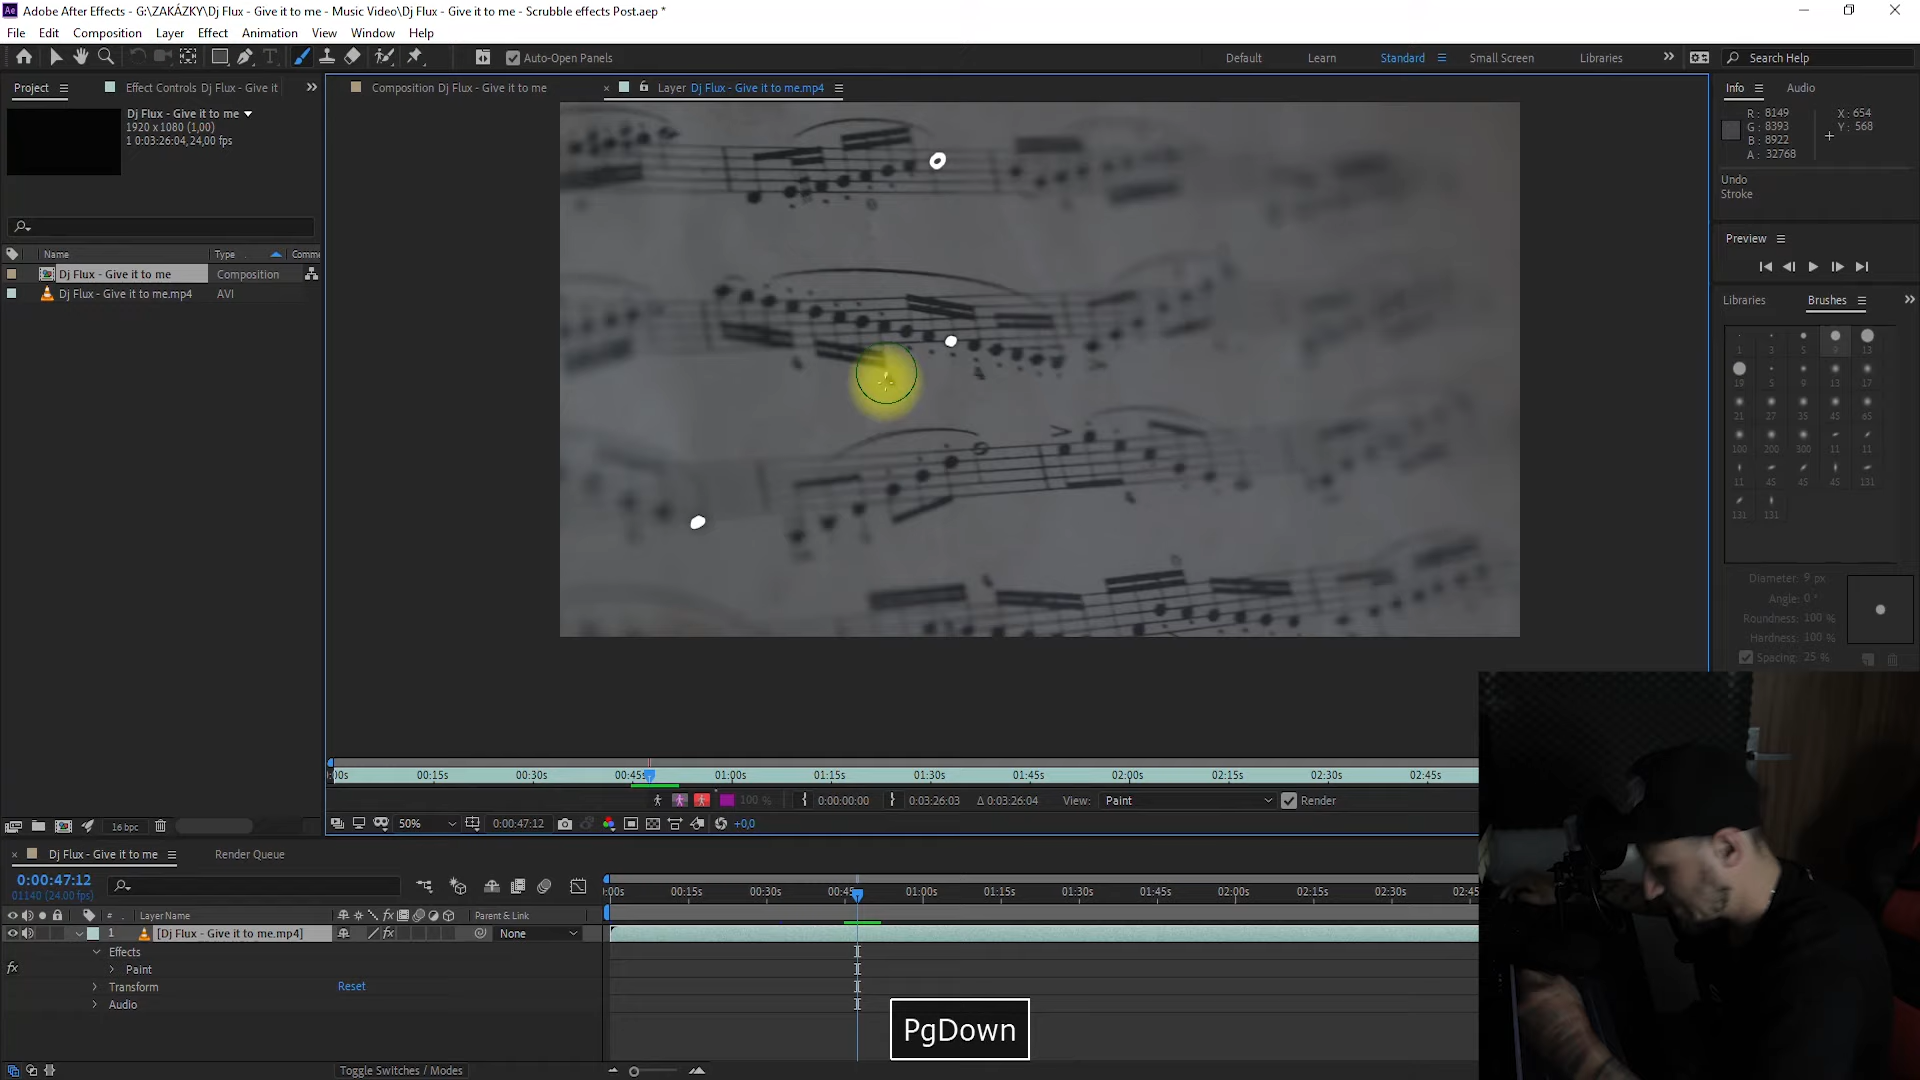 Adobe After Effects - G:\ZAKÁZKY\Dj Flux - Give it to me - Music Video\Dj Flux - Give it to me - Scrubble effects Post.aep *
File Edit Composition Layer Effect Animation View Window Help
Auto-Open Panels Default Learn Standard Small Screen Libraries Search Help
Project Effect Controls Dj Flux - Give it
Composition Dj Flux - Give it to me
Layer Dj Flux - Give it to me.mp4
Info Audio
Dj Flux - Give it to me
1920 x 1080 (1,00)
Δ 0:03:26:04, 24,00 fps
R : 8149
G : 8393
B : 8922
A : 32768
X : 654
Y : 568
Undo
Stroke
Preview
Name Type Comme
Dj Flux - Give it to me Composition
Dj Flux - Give it to me.mp4 AVI
Libraries Brushes
1 3 5 9 13
19 5 9 13 17
21 27 35 45 65
100 200 300 11 11
11 45 45 45 131
131 131
Diameter: 9 px
Angle: 0 °
Roundness: 100 %
Hardness: 100 %
Spacing: 25 %
00s 00:15s 00:30s 00:45s 01:00s 01:15s 01:30s 01:45s 02:00s 02:15s 02:30s 02:45s
100 % 0:00:00:00 0:03:26:03 Δ 0:03:26:04 View: Paint Render
16 bpc
50% 0:00:47:12 +0,0
Dj Flux - Give it to me Render Queue
0:00:47:12
01140 (24.00 fps)
:00s 00:15s 00:30s 00:45s 01:00s 01:15s 01:30s 01:45s 02:00s 02:15s 02:30s 02:45
# Layer Name Parent & Link
1 [Dj Flux - Give it to me.mp4] None
Effects
fx Paint
Transform Reset
Audio
PgDown
Toggle Switches / Modes